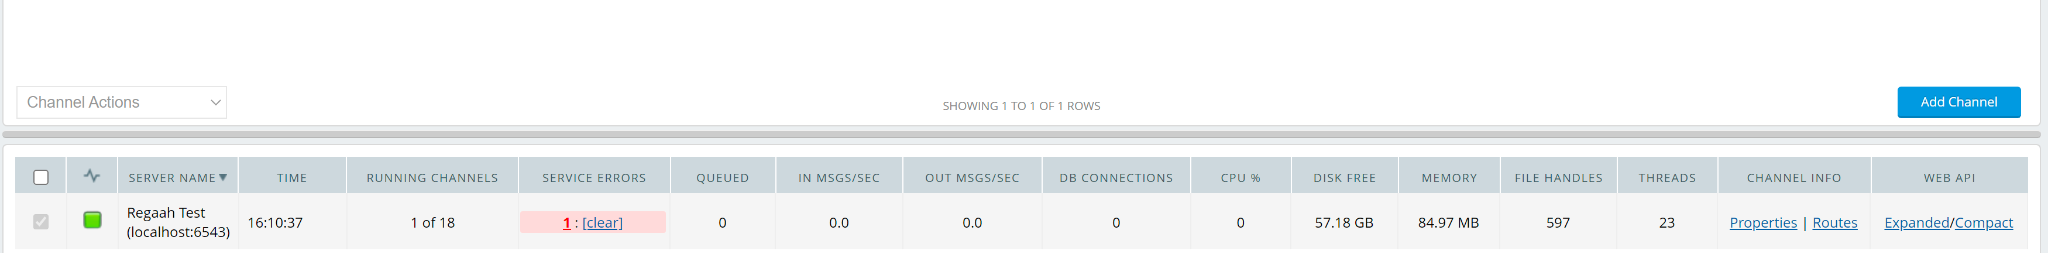 Channel Actions
SHOWING 1 TO 1 OF 1 ROWS
Add Channel
SERVER NAME▼ TIME RUNNING CHANNELS SERVICE ERRORS QUEUED IN MSGS/SEC OUT MSGS/SEC DB CONNECTIONS CPU % DISK FREE MEMORY FILE HANDLES THREADS CHANNEL INFO WEB API
Regaah Test
(localhost:6543)
16:10:37 1 of 18 1 : [clear] 0 0.0 0.0 0 0 57.18 GB 84.97 MB 597 23 Properties | Routes Expanded/Compact